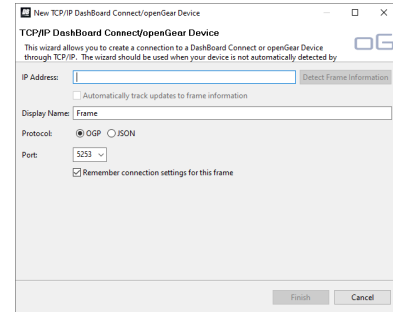 New TCP/IP DashBoard Connect/openGear Device
TCP/IP DashBoard Connect/openGear Device
This wizard allows you to create a connection to a DashBoard Connect or openGear Device
through TCP/IP. The wizard should be used when your device is not automatically detected by
oG
IP Address:
Detect Frame Information
Automatically track updates to frame information
Display Name: Frame
Protocol: OGP JSON
Port: 5253
Remember connection settings for this frame
Finish Cancel